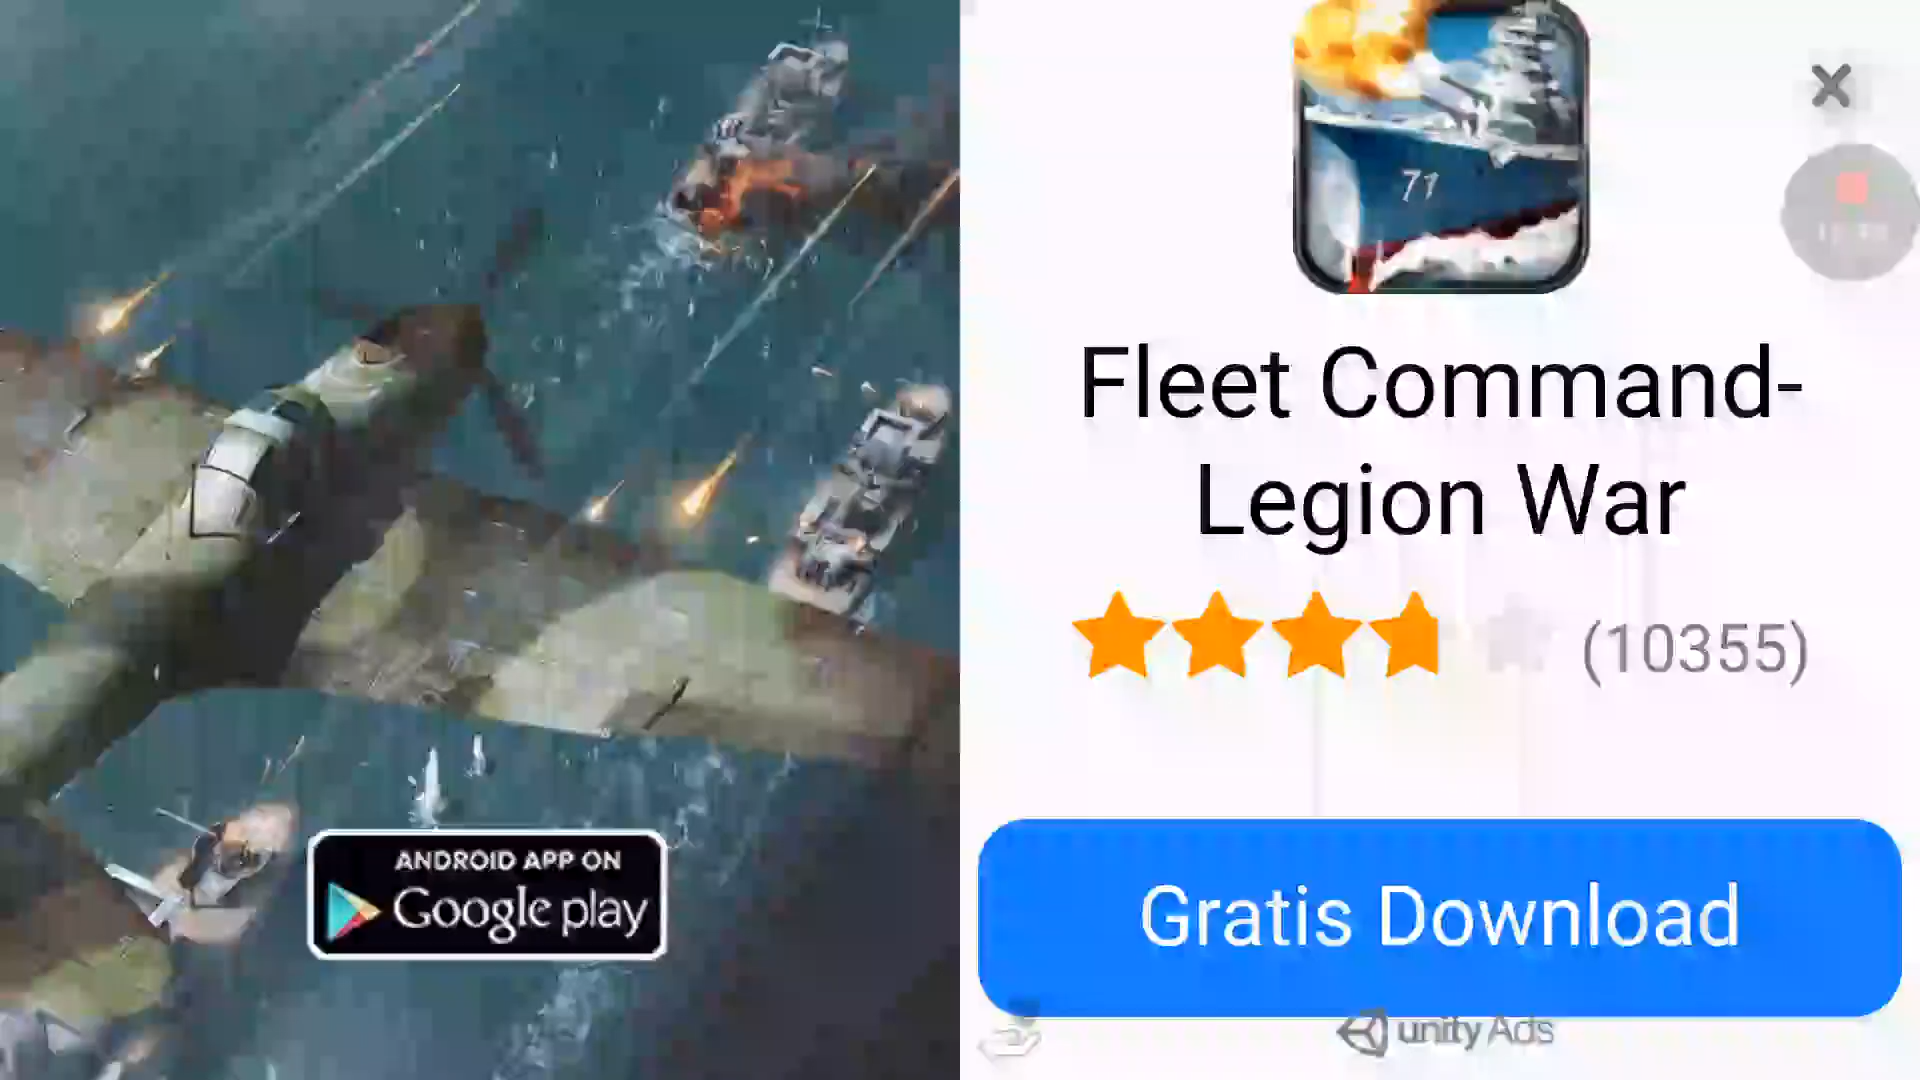 ANDROID APP ON
Google play
71
Fleet Command-
Legion War
(10355)
Gratis Download
unity Ads